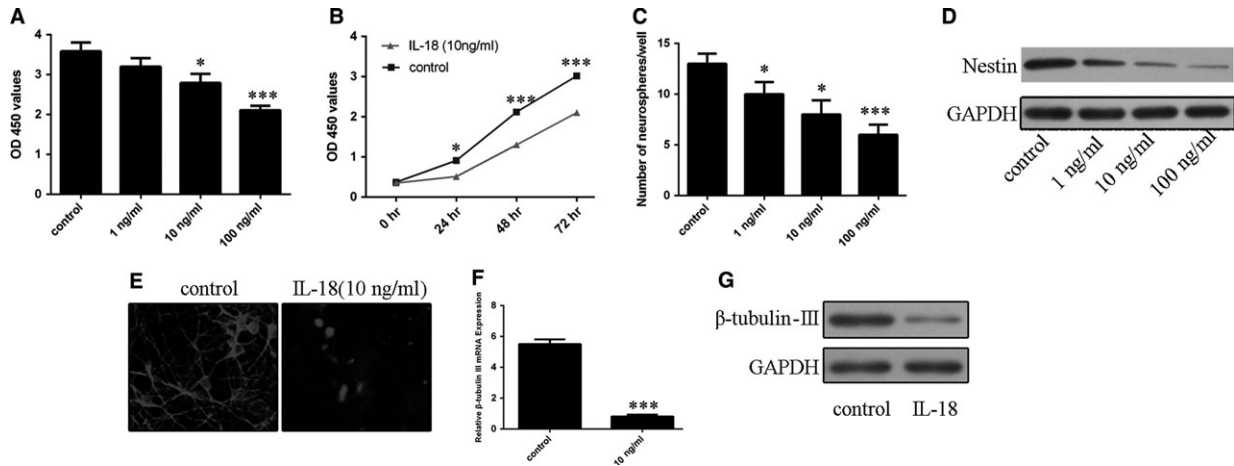 A
OD 450 values
4
3
2
1
0
*
***
control
1 ng/ml
10 ng/ml
100 ng/ml
B
OD 450 values
4
3
2
1
0
IL-18 (10ng/ml)
control
*
***
***
0 hr
24 hr
48 hr
72 hr
C
Number of neurospheres/well
15
10
5
0
*
*
***
control
1 ng/ml
10 ng/ml
100 ng/ml
D
Nestin
GAPDH
control
1 ng/ml
10 ng/ml
100 ng/ml
E
control
IL-18(10 ng/ml)
F
Relative β-tubulin III mRNA Expression
8
6
4
2
0
***
control
10 ng/ml
G
β-tubulin-III
GAPDH
control
IL-18